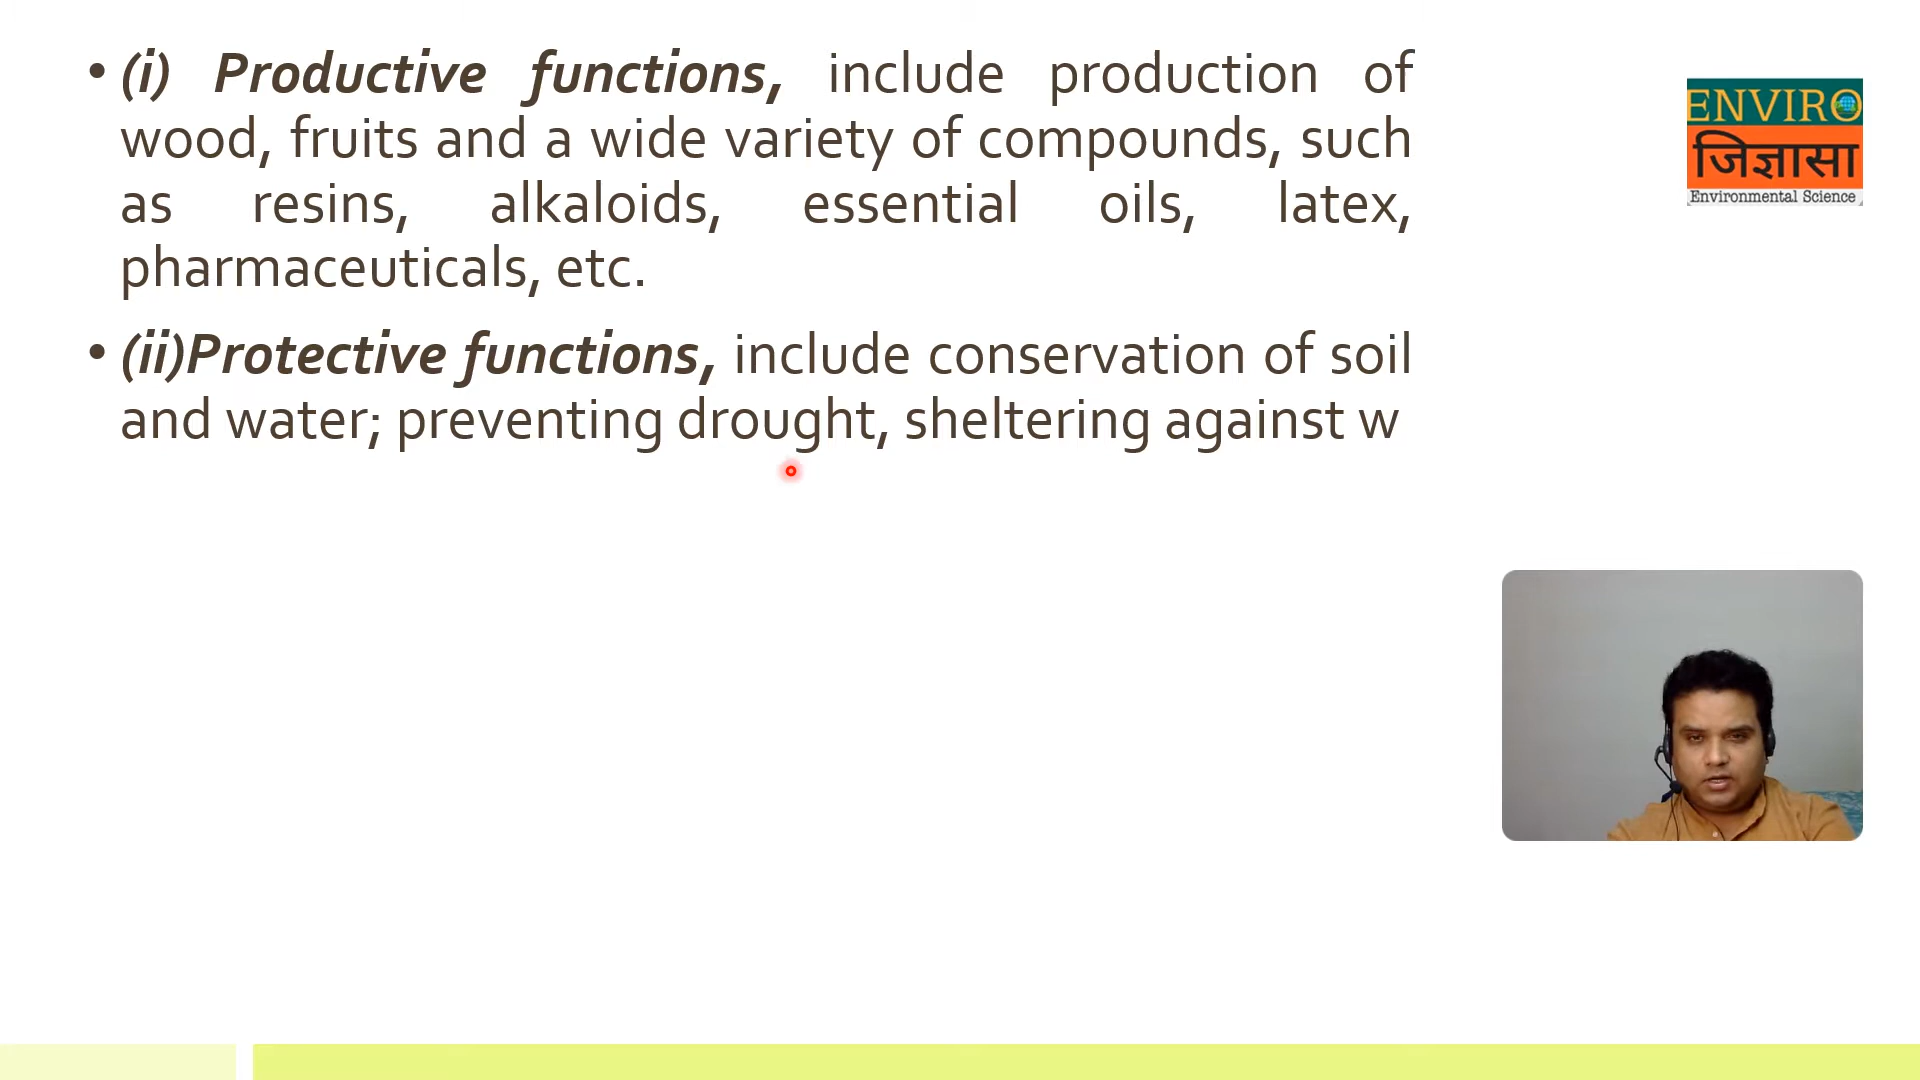 • (i) Productive functions, include production of
wood, fruits and a wide variety of compounds, such
as resins, alkaloids, essential oils, latex,
pharmaceuticals, etc.
• (ii)Protective functions, include conservation of soil
and water; preventing drought, sheltering against w
ENVIRO
जिज्ञासा
Environmental Science